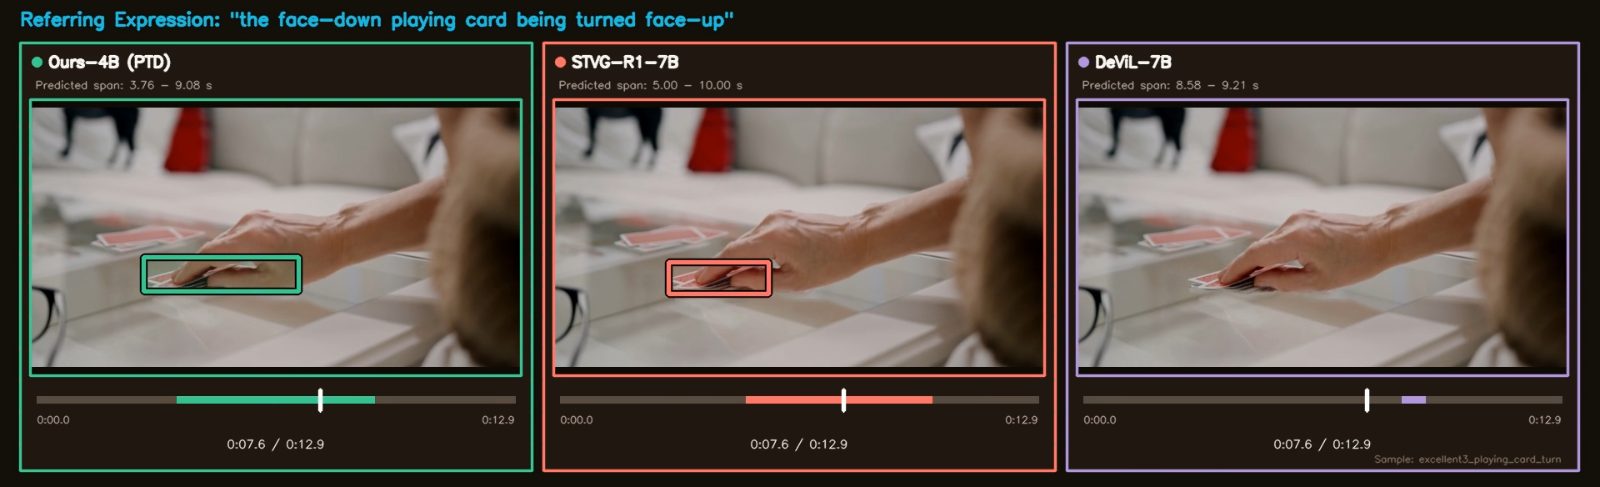 Referring Expression: "the face-down playing card being turned face-up"
Ours-4B (PTD)
Predicted span: 3.76 - 9.08 s
0:00.0
0:12.9
0:07.6 / 0:12.9
STVG-R1-7B
Predicted span: 5.00 - 10.00 s
0:00.0
0:12.9
0:07.6 / 0:12.9
DeViL-7B
Predicted span: 8.58 - 9.21 s
0:00.0
0:12.9
0:07.6 / 0:12.9
Sample: excellent3_playing_card_turn